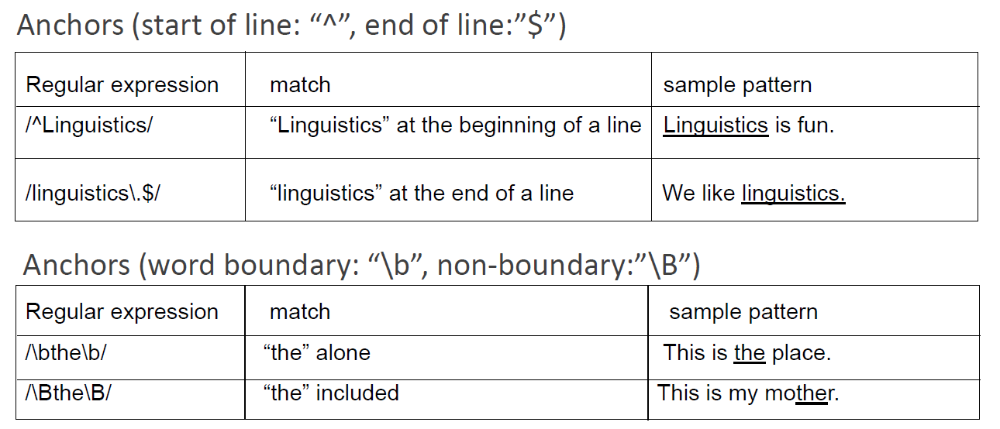 Anchors (start of line: “^”, end of line:”$”)
Regular expression match sample pattern
/^Linguistics/ “Linguistics” at the beginning of a line Linguistics is fun.
/linguistics\.$/ “linguistics” at the end of a line We like linguistics.
Anchors (word boundary: “\b”, non-boundary:”\B”)
Regular expression match sample pattern
/\bthe\b/ “the” alone This is the place.
/\Bthe\B/ “the” included This is my mother.